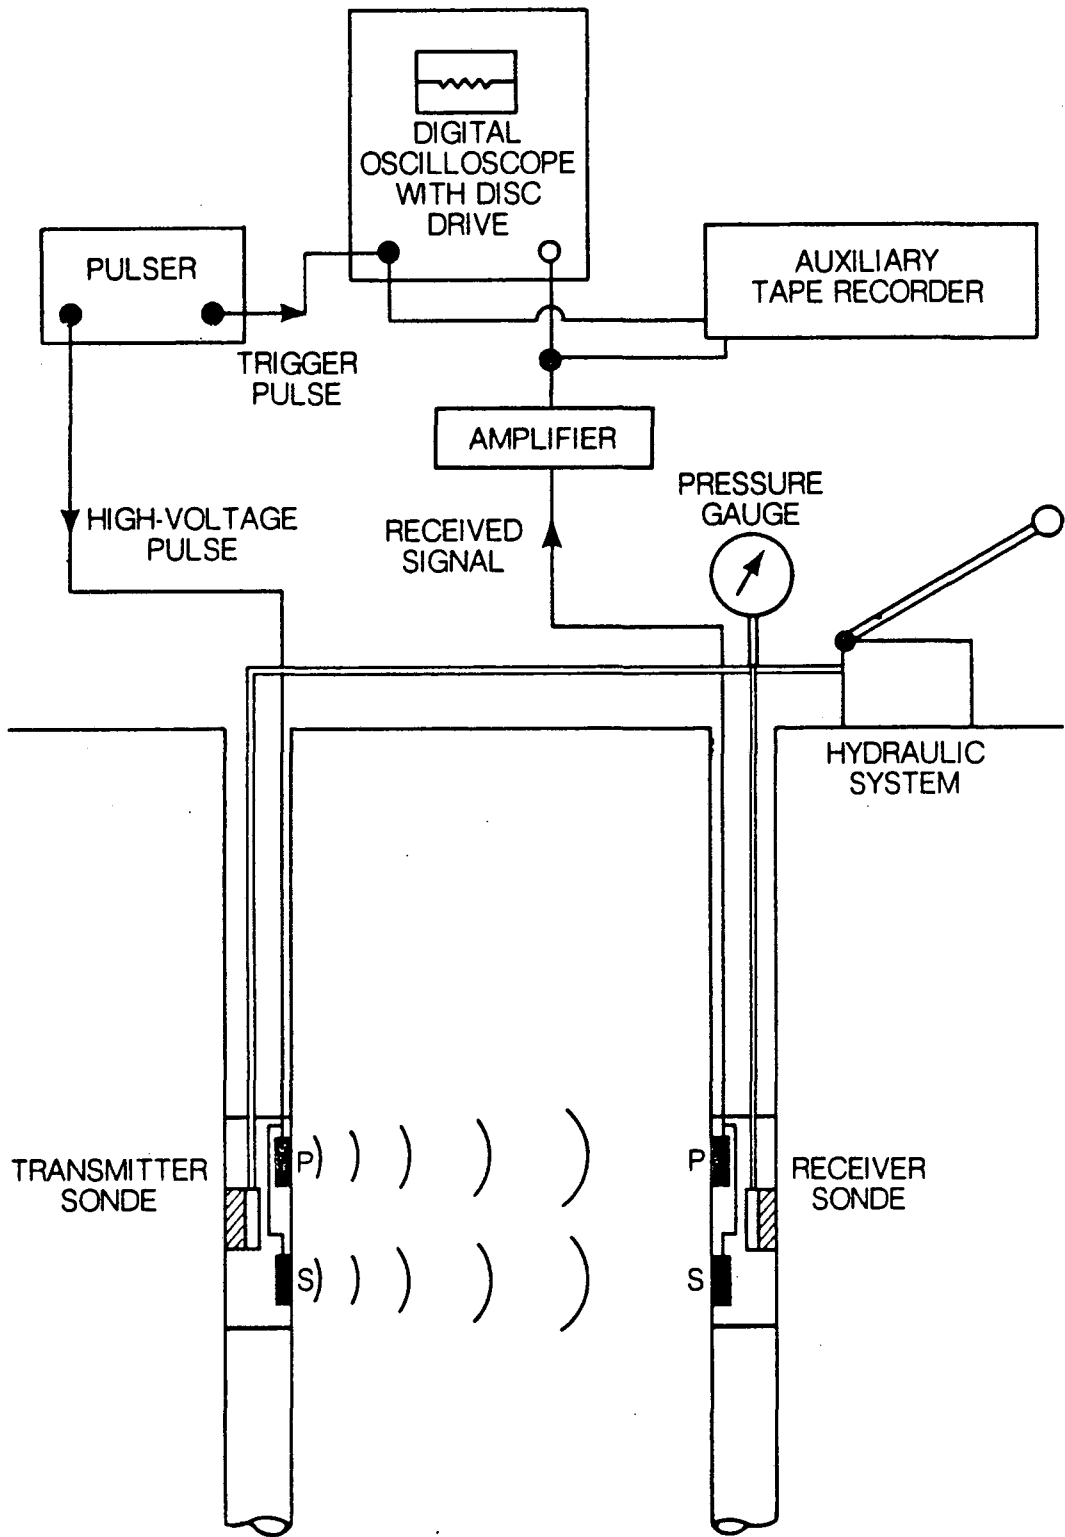 DIGITAL
OSCILLOSCOPE
WITH DISC
DRIVE
PULSER
AUXILIARY
TAPE RECORDER
TRIGGER
PULSE
AMPLIFIER
PRESSURE
GAUGE
HIGH-VOLTAGE
PULSE
RECEIVED
SIGNAL
HYDRAULIC
SYSTEM
TRANSMITTER
SONDE
P
P
RECEIVER
SONDE
S
S